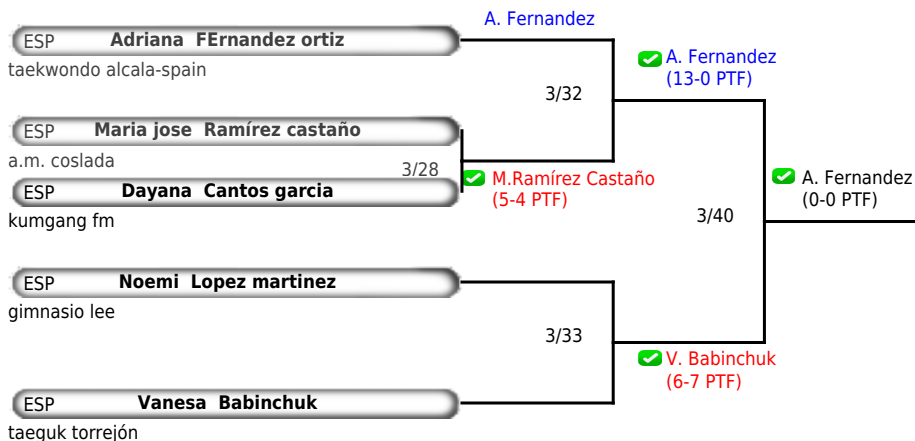 A. Fernandez
ESP Adriana FErnandez ortiz
taekwondo alcala-spain
A. Fernandez
(13-0 PTF)
3/32
ESP Maria jose Ramírez castaño
a.m. coslada
3/28
M.Ramírez Castaño
(5-4 PTF)
A. Fernandez
(0-0 PTF)
ESP Dayana Cantos garcia
kumgang fm
3/40
ESP Noemi Lopez martinez
gimnasio lee
3/33
V. Babinchuk
(6-7 PTF)
ESP Vanesa Babinchuk
taeguk torrejón